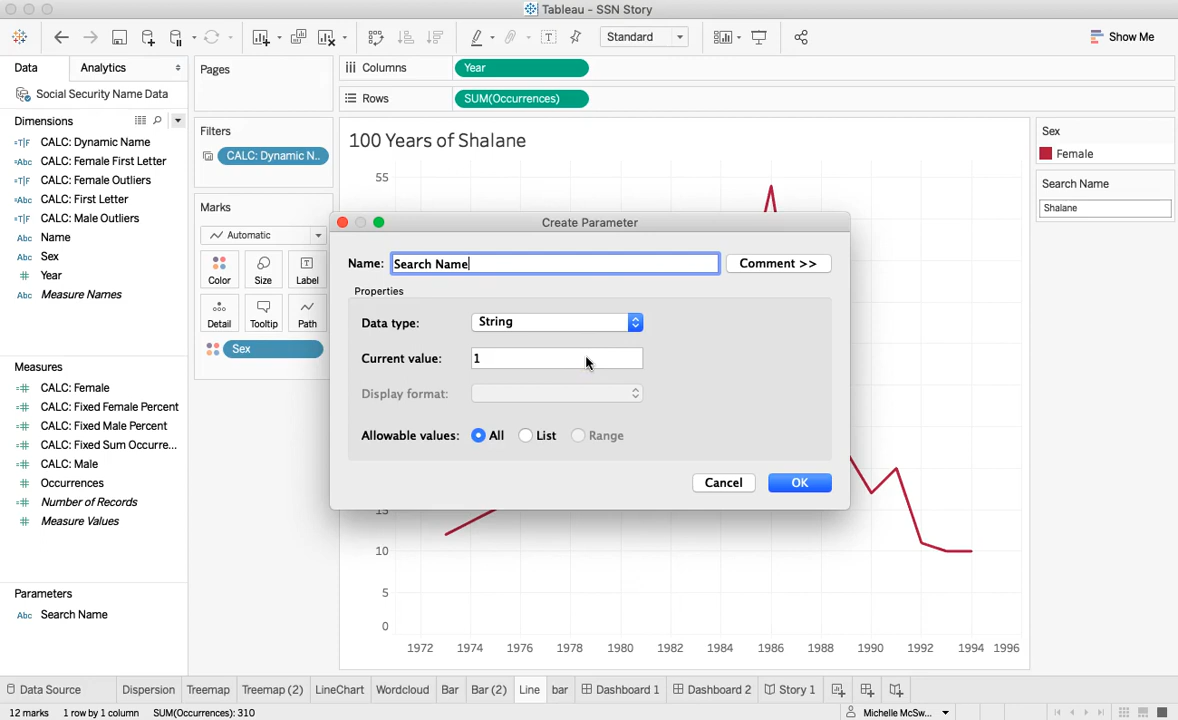 Tableau - SSN Story
Standard
Show Me
Data
Analytics
Social Security Name Data
Dimensions
=T|F CALC: Dynamic Name
=Abc CALC: Female First Letter
=T|F CALC: Female Outliers
=Abc CALC: First Letter
=T|F CALC: Male Outliers
Abc Name
Abc Sex
# Year
Abc Measure Names
Measures
=# CALC: Female
=# CALC: Fixed Female Percent
=# CALC: Fixed Male Percent
=# CALC: Fixed Sum Occurre...
=# CALC: Male
# Occurrences
=# Number of Records
# Measure Values
Parameters
Abc Search Name
Pages
Filters
CALC: Dynamic N..
Marks
Automatic
Color
Size
Label
Detail
Tooltip
Path
Sex
Columns
Year
Rows
SUM(Occurrences)
100 Years of Shalane
55
15
10
5
0
1972 1974 1976 1978 1980 1982 1984 1986 1988 1990 1992 1994 1996
Create Parameter
Name: Search Name
Comment >>
Properties
Data type: String
Current value: 1
Display format:
Allowable values: All List Range
Cancel
OK
Sex
Female
Search Name
Shalane
Data Source
Dispersion
Treemap
Treemap (2)
LineChart
Wordcloud
Bar
Bar (2)
Line
bar
Dashboard 1
Dashboard 2
Story 1
12 marks 1 row by 1 column SUM(Occurrences): 310
Michelle McSw...